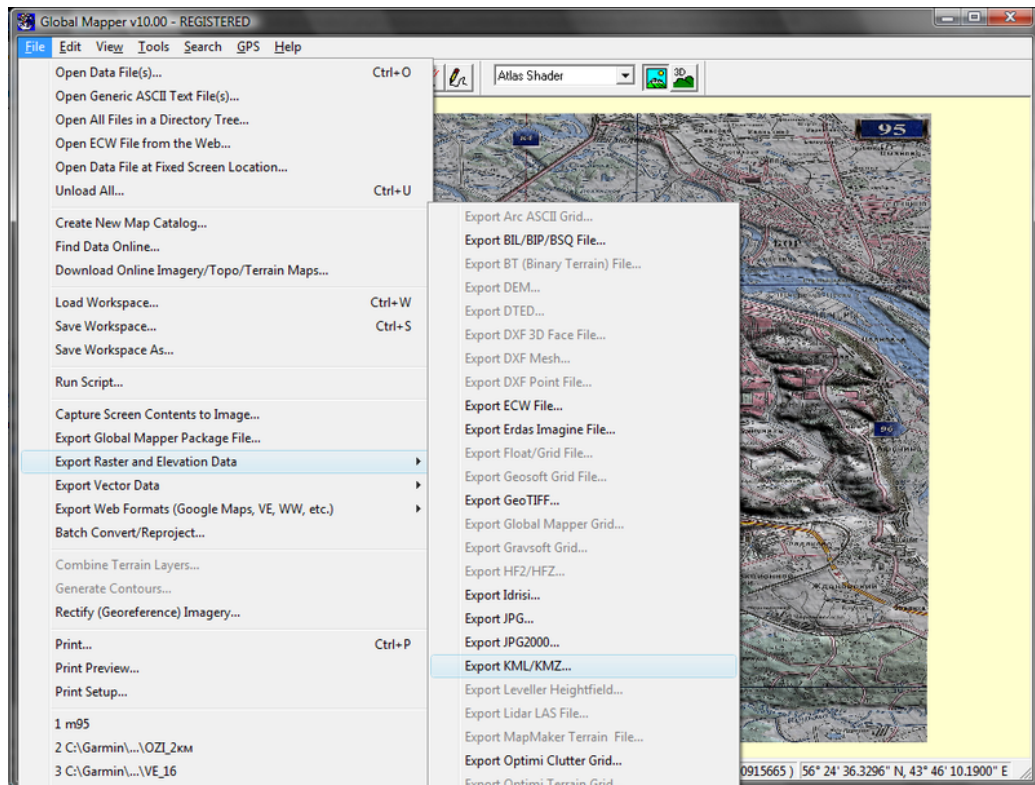 Global Mapper v10.00 - REGISTERED
File Edit View Tools Search GPS Help
Atlas Shader
3D
Open Data File(s)... Ctrl+O
Open Generic ASCII Text File(s)...
Open All Files in a Directory Tree...
Open ECW File from the Web...
Open Data File at Fixed Screen Location...
Unload All... Ctrl+U
Create New Map Catalog...
Find Data Online...
Download Online Imagery/Topo/Terrain Maps...
Load Workspace... Ctrl+W
Save Workspace... Ctrl+S
Save Workspace As...
Run Script...
Capture Screen Contents to Image...
Export Global Mapper Package File...
Export Raster and Elevation Data
Export Vector Data
Export Web Formats (Google Maps, VE, WW, etc.)
Batch Convert/Reproject...
Combine Terrain Layers...
Generate Contours...
Rectify (Georeference) Imagery...
Print... Ctrl+P
Print Preview...
Print Setup...
1 m95
2 C:\Garmin\...\OZI_2км
3 C:\Garmin\...\VE_16
Export Arc ASCII Grid...
Export BIL/BIP/BSQ File...
Export BT (Binary Terrain) File...
Export DEM...
Export DTED...
Export DXF 3D Face File...
Export DXF Mesh...
Export DXF Point File...
Export ECW File...
Export Erdas Imagine File...
Export Float/Grid File...
Export Geosoft Grid File...
Export GeoTIFF...
Export Global Mapper Grid...
Export Gravsoft Grid...
Export HF2/HFZ...
Export Idrisi...
Export JPG...
Export JPG2000...
Export KML/KMZ...
Export Leveller Heightfield...
Export Lidar LAS File...
Export MapMaker Terrain File...
Export Optimi Clutter Grid...
Export Optimi Terrain Grid
95
БОР
96
0915665 ) 56° 24' 36.3296" N, 43° 46' 10.1900" E